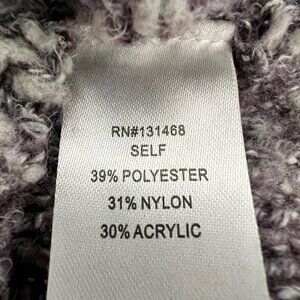 RN#131468
SELF
39% POLYESTER
31% NYLON
30% ACRYLIC